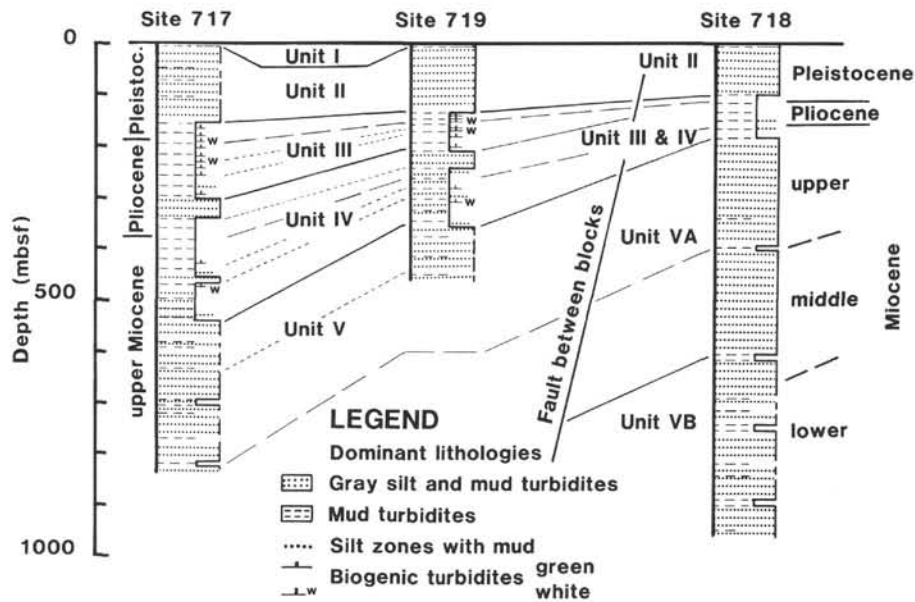 Site 717
Site 719
Site 718
0
500
1000
Depth (mbsf)
Pleistoc.
Pliocene
upper Miocene
Unit I
Unit II
Unit III
Unit IV
Unit V
Unit II
Unit III & IV
Unit VA
Unit VB
Fault between blocks
Pleistocene
Pliocene
upper
middle
lower
Miocene
w
w
w
w
w
w
LEGEND
Dominant lithologies
Gray silt and mud turbidites
Mud turbidites
Silt zones with mud
Biogenic turbidites green
w white